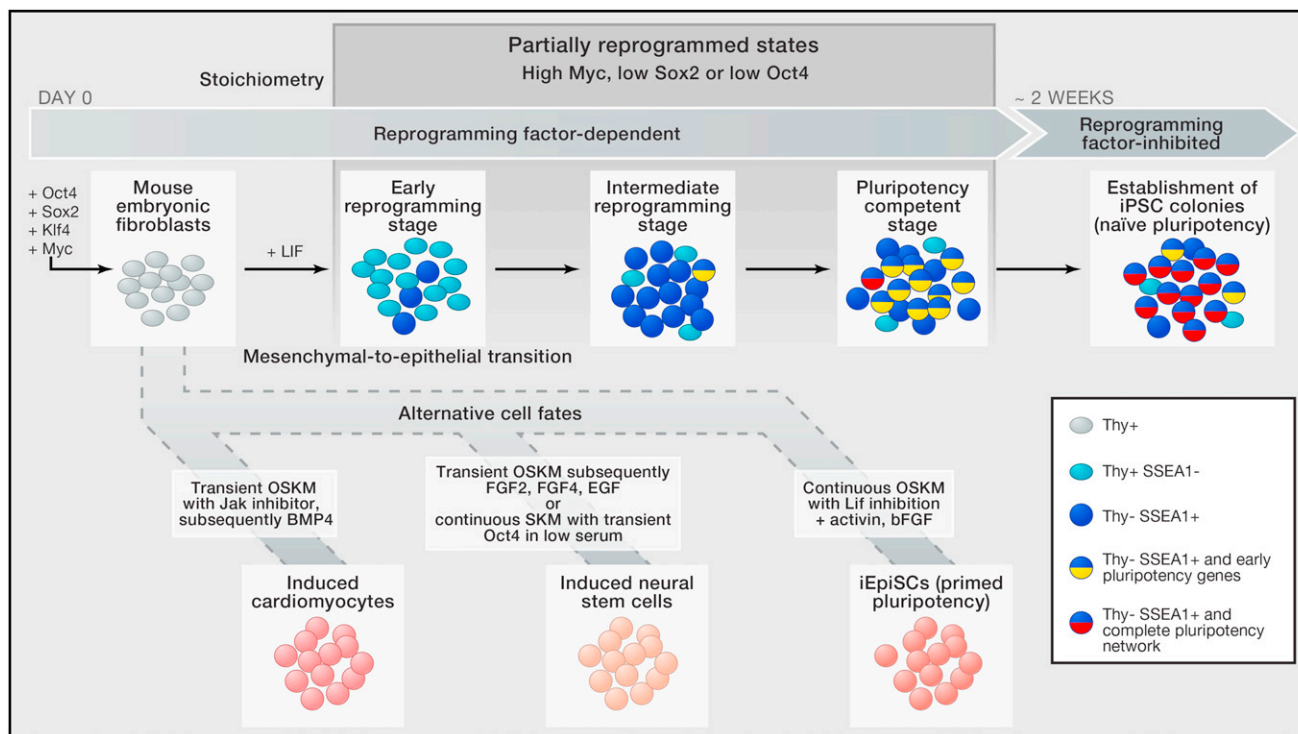 Partially reprogrammed states
High Myc, low Sox2 or low Oct4
Stoichiometry
DAY 0
~ 2 WEEKS
Reprogramming factor-dependent
Reprogramming
factor-inhibited
+ Oct4
+ Sox2
+ Klf4
+ Myc
Mouse
embryonic
fibroblasts
+ LIF
Early
reprogramming
stage
Intermediate
reprogramming
stage
Pluripotency
competent
stage
Establishment of
iPSC colonies
(naïve pluripotency)
Mesenchymal-to-epithelial transition
Alternative cell fates
Transient OSKM
with Jak inhibitor,
subsequently BMP4
Transient OSKM subsequently
FGF2, FGF4, EGF
or
continuous SKM with transient
Oct4 in low serum
Continuous OSKM
with Lif inhibition
+ activin, bFGF
Induced
cardiomyocytes
Induced neural
stem cells
iEpiSCs (primed
pluripotency)
Thy+
Thy+ SSEA1-
Thy- SSEA1+
Thy- SSEA1+ and early
pluripotency genes
Thy- SSEA1+ and
complete pluripotency
network